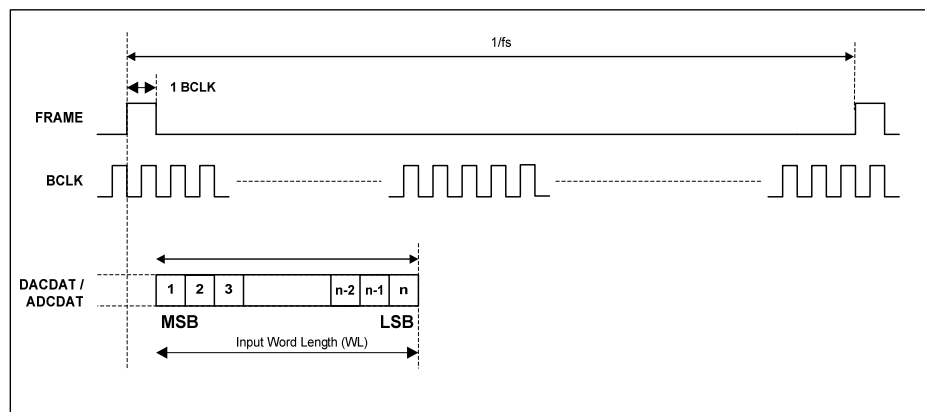 1/fs
1 BCLK
FRAME
BCLK
DACDAT /
ADCDAT
1 2 3 n-2 n-1 n
MSB LSB
Input Word Length (WL)